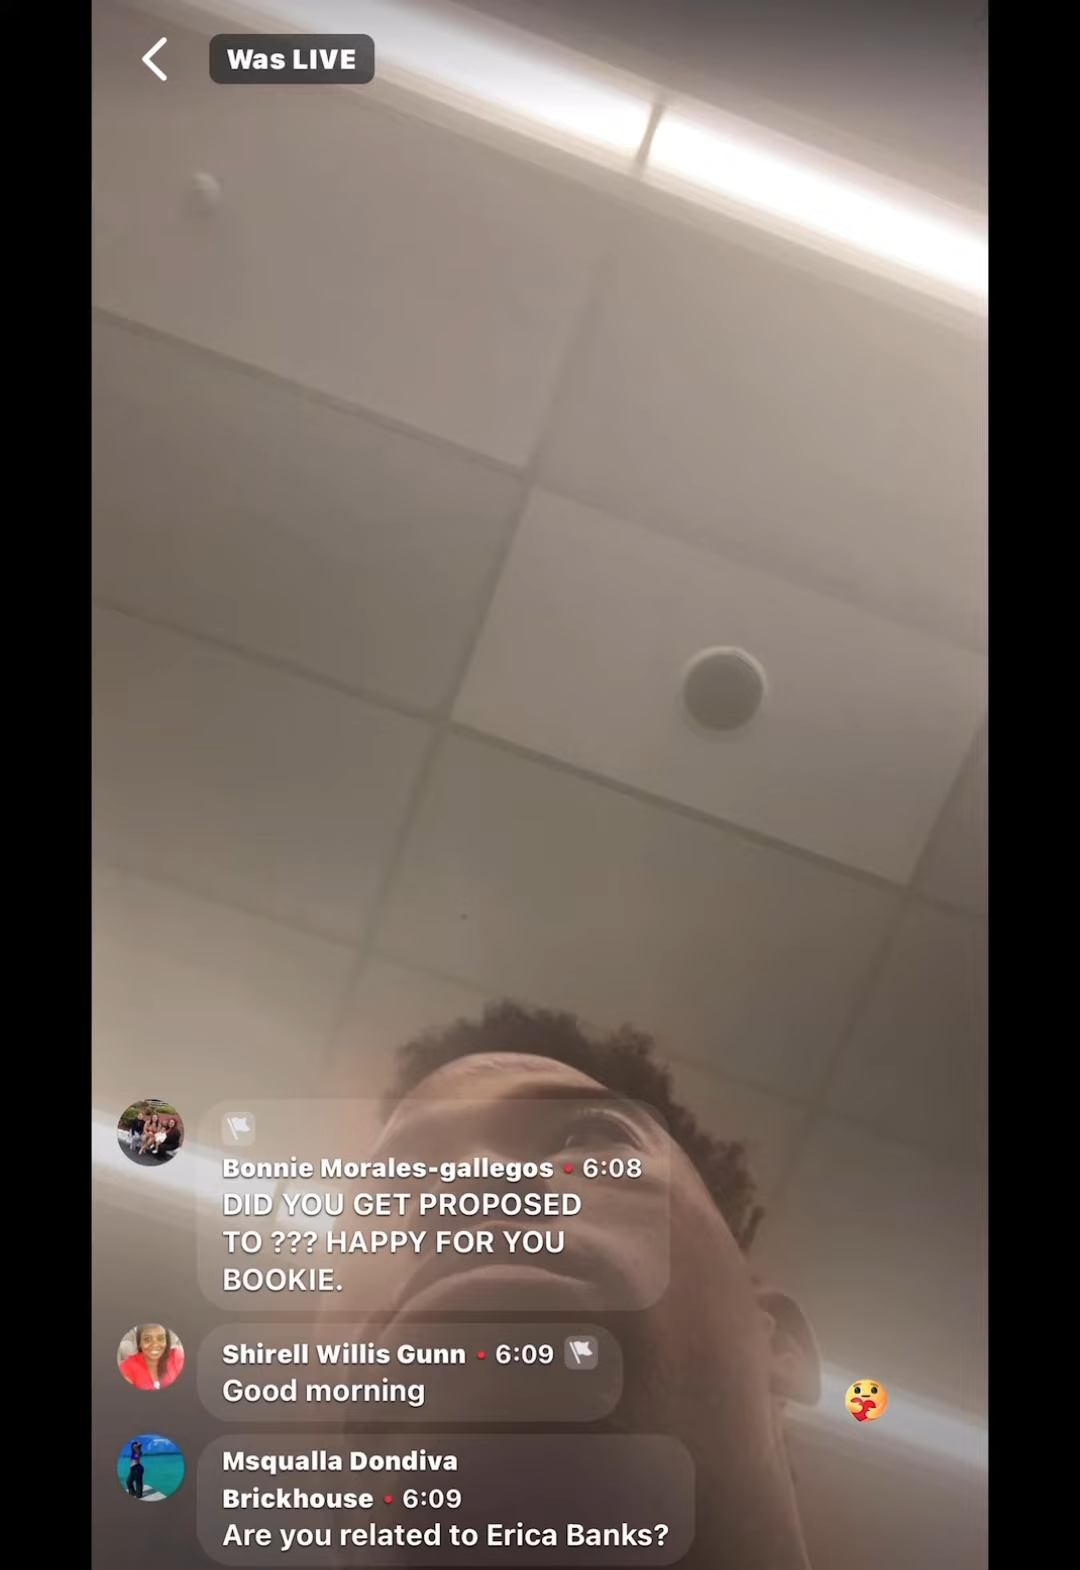 Was LIVE
Bonnie Morales-gallegos • 6:08
DID YOU GET PROPOSED
TO ??? HAPPY FOR YOU
BOOKIE.
Shirell Willis Gunn • 6:09
Good morning
Msqualla Dondiva
Brickhouse • 6:09
Are you related to Erica Banks?